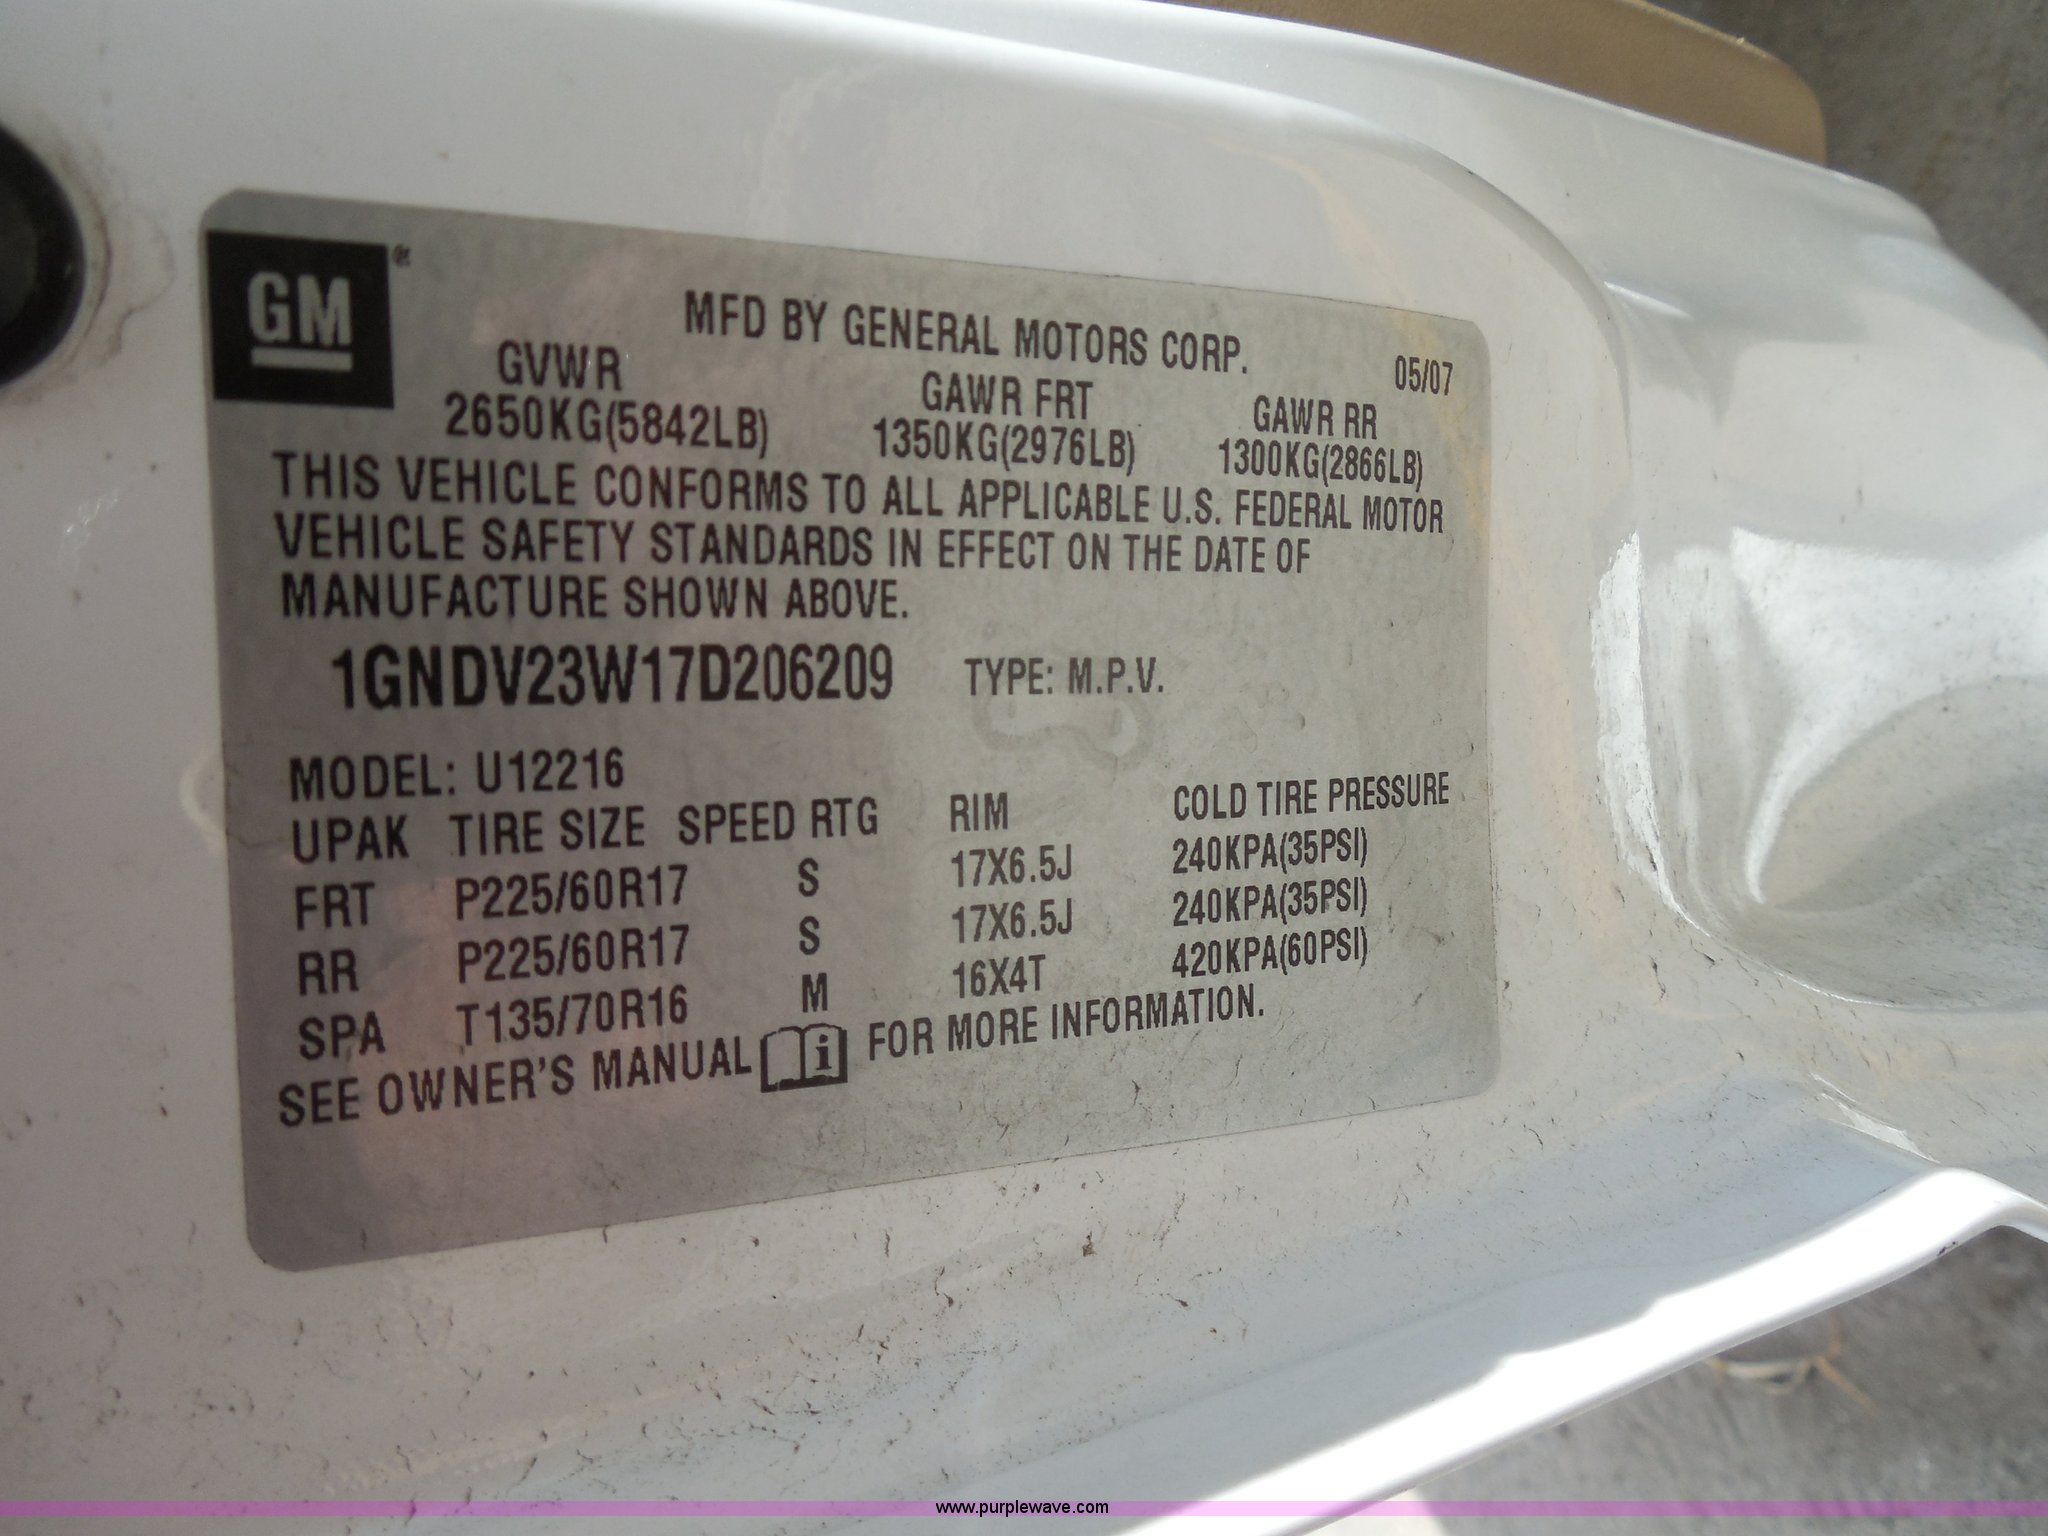 GM
MFD BY GENERAL MOTORS CORP.
05/07
GVWR GAWR FRT GAWR RR
2650KG(5842LB) 1350KG(2976LB) 1300KG(2866LB)
THIS VEHICLE CONFORMS TO ALL APPLICABLE U.S. FEDERAL MOTOR
VEHICLE SAFETY STANDARDS IN EFFECT ON THE DATE OF
MANUFACTURE SHOWN ABOVE.
1GNDV23W17D206209 TYPE: M.P.V.
MODEL: U12216
UPAK TIRE SIZE SPEED RTG RIM COLD TIRE PRESSURE
FRT P225/60R17 S 17X6.5J 240KPA(35PSI)
RR P225/60R17 S 17X6.5J 240KPA(35PSI)
SPA T135/70R16 M 16X4T 420KPA(60PSI)
SEE OWNER'S MANUAL i FOR MORE INFORMATION.
www.purplewave.com